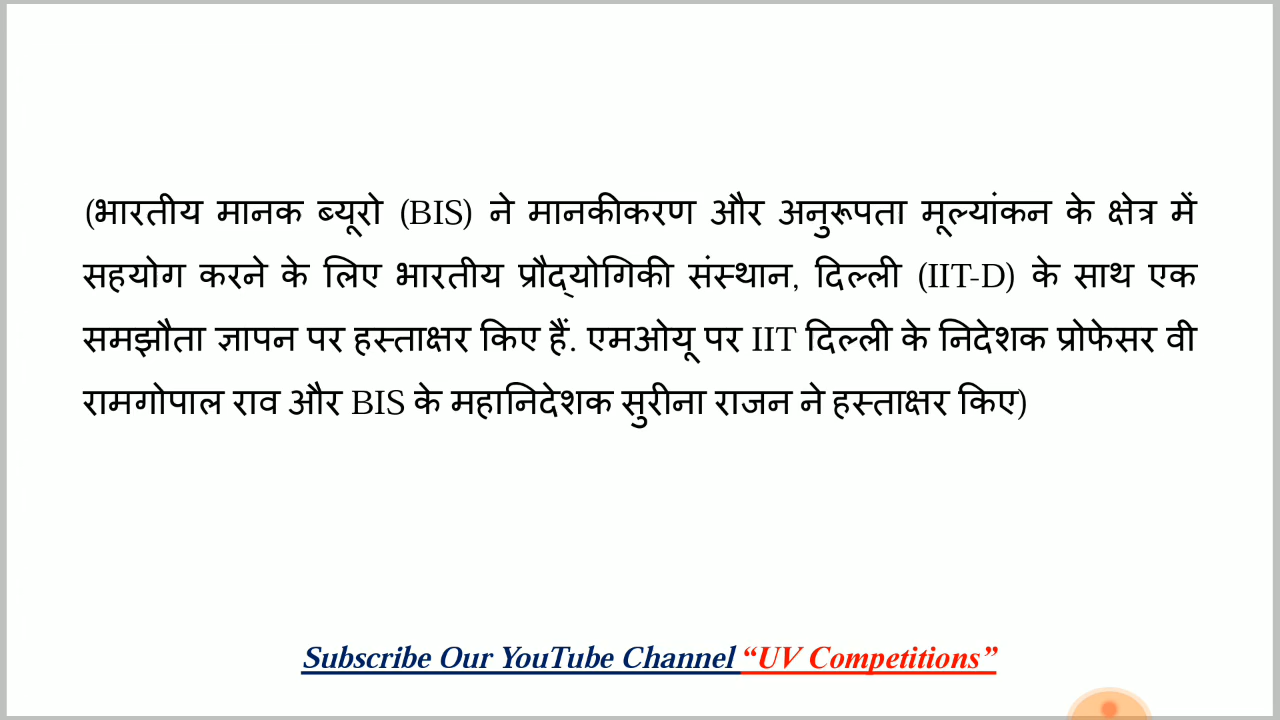 (भारतीय मानक ब्यूरो (BIS) ने मानकीकरण और अनुरूपता मूल्यांकन के क्षेत्र में
सहयोग करने के लिए भारतीय प्रौद्योगिकी संस्थान, दिल्ली (IIT-D) के साथ एक
समझौता ज्ञापन पर हस्ताक्षर किए हैं. एमओयू पर IIT दिल्ली के निदेशक प्रोफेसर वी
रामगोपाल राव और BIS के महानिदेशक सुरीना राजन ने हस्ताक्षर किए)
Subscribe Our YouTube Channel “UV Competitions”